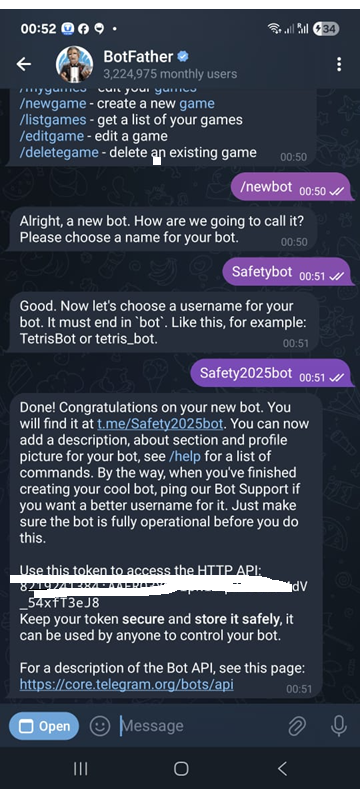 00:52
34
BotFather
3,224,975 monthly users
/mygames - edit your games
/newgame - create a new game
/listgames - get a list of your games
/editgame - edit a game
/deletegame - delete an existing game
00:50
/newbot 00:50
Alright, a new bot. How are we going to call it?
Please choose a name for your bot.
00:50
Safetybot 00:51
Good. Now let's choose a username for your
bot. It must end in `bot`. Like this, for example:
TetrisBot or tetris_bot.
00:51
Safety2025bot 00:51
Done! Congratulations on your new bot. You
will find it at t.me/Safety2025bot. You can now
add a description, about section and profile
picture for your bot, see /help for a list of
commands. By the way, when you've finished
creating your cool bot, ping our Bot Support if
you want a better username for it. Just make
sure the bot is fully operational before you do
this.
Use this token to access the HTTP API:
_54xfT3eJ8
Keep your token secure and store it safely, it
can be used by anyone to control your bot.
For a description of the Bot API, see this page:
https://core.telegram.org/bots/api
00:51
Open
Message